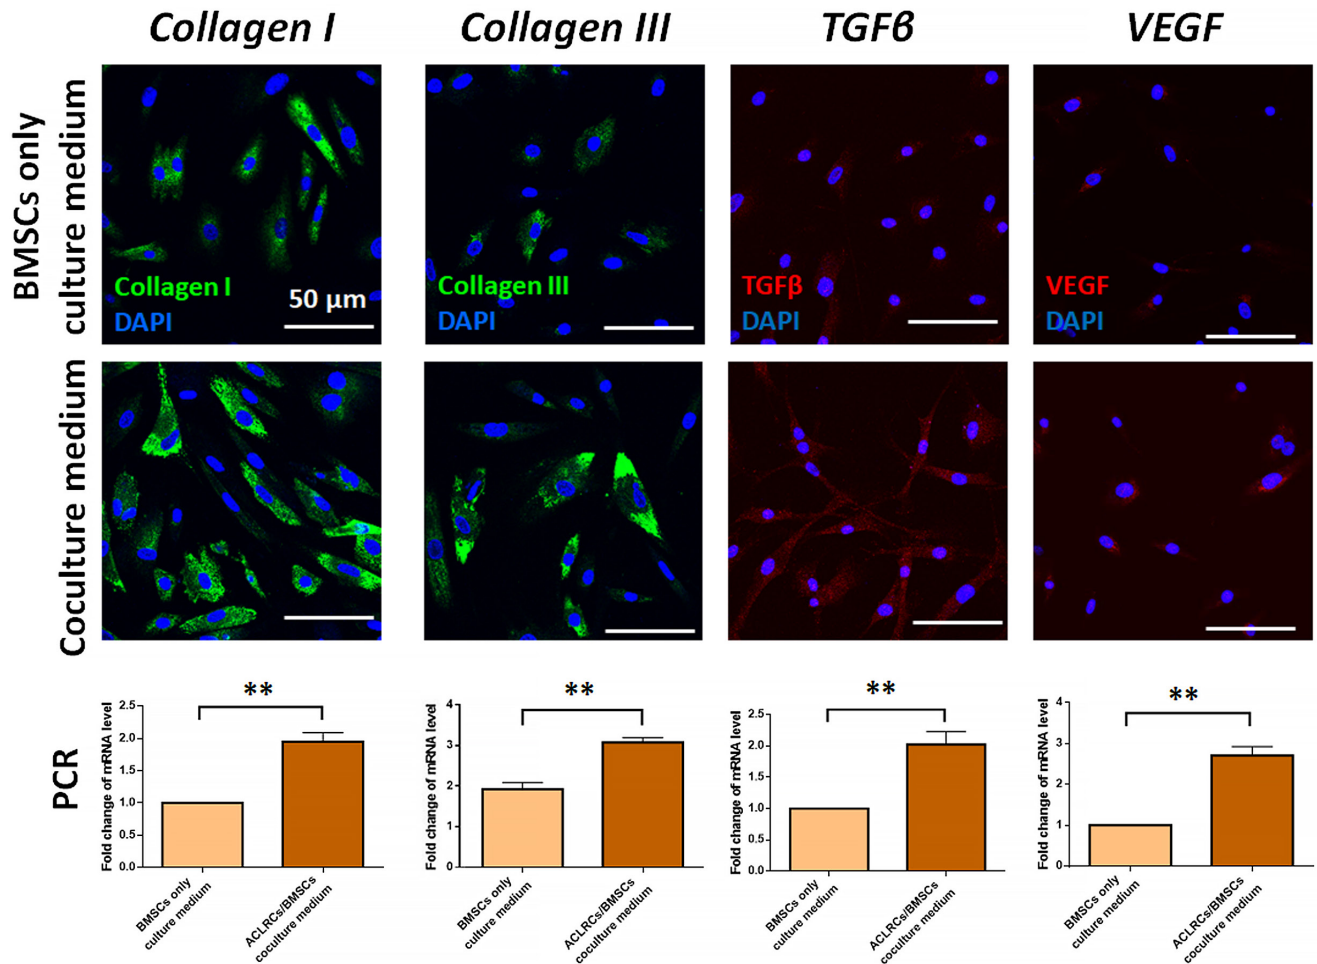 Collagen I
Collagen III
TGFβ
VEGF
BMSCs only
culture medium
Collagen I
DAPI
50 μm
Collagen III
DAPI
TGFβ
DAPI
VEGF
DAPI
Coculture medium
PCR
Fold change of mRNA level
2.5
2.0
1.5
1.0
0.5
0.0
**
BMSCs only
culture medium
ACLRCs/BMSCs
coculture medium
Fold change of mRNA level
4
3
2
1
0
**
BMSCs only
culture medium
ACLRCs/BMSCs
coculture medium
Fold change of mRNA level
2.5
2.0
1.5
1.0
0.5
0.0
**
BMSCs only
culture medium
ACLRCs/BMSCs
coculture medium
Fold change of mRNA level
4
3
2
1
0
**
BMSCs only
culture medium
ACLRCs/BMSCs
coculture medium